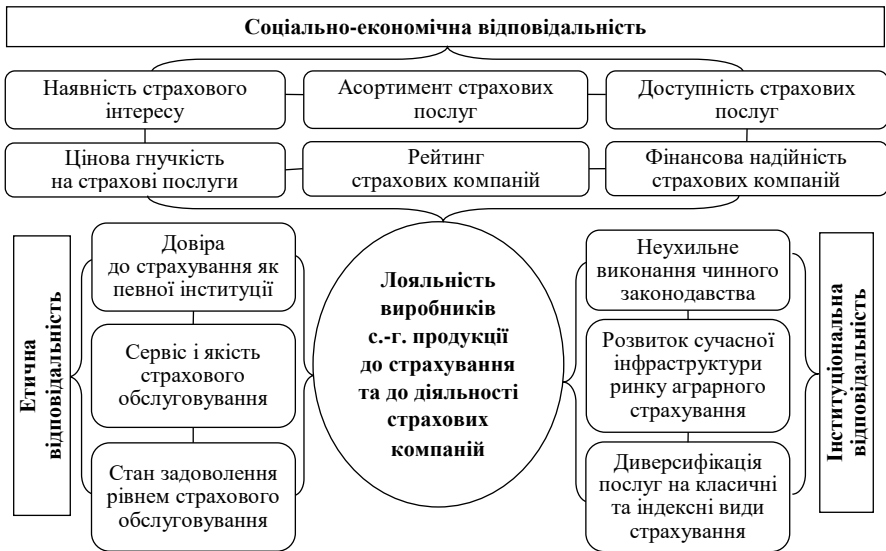 Соціально-економічна відповідальність
Наявність страхового
інтересу
Асортимент страхових
послуг
Доступність страхових
послуг
Цінова гнучкість
на страхові послуги
Рейтинг
страхових компаній
Фінансова надійність
страхових компаній
Етична
відповідальність
Довіра
до страхування як
певної інституції
Сервіс і якість
страхового
обслуговування
Стан задоволення
рівнем страхового
обслуговування
Лояльність
виробників
с.-г. продукції
до страхування
та до діяльності
страхових
компаній
Неухильне
виконання чинного
законодавства
Розвиток сучасної
інфраструктури
ринку аграрного
страхування
Диверсифікація
послуг на класичні
та індексні види
страхування
Інституціональна
відповідальність